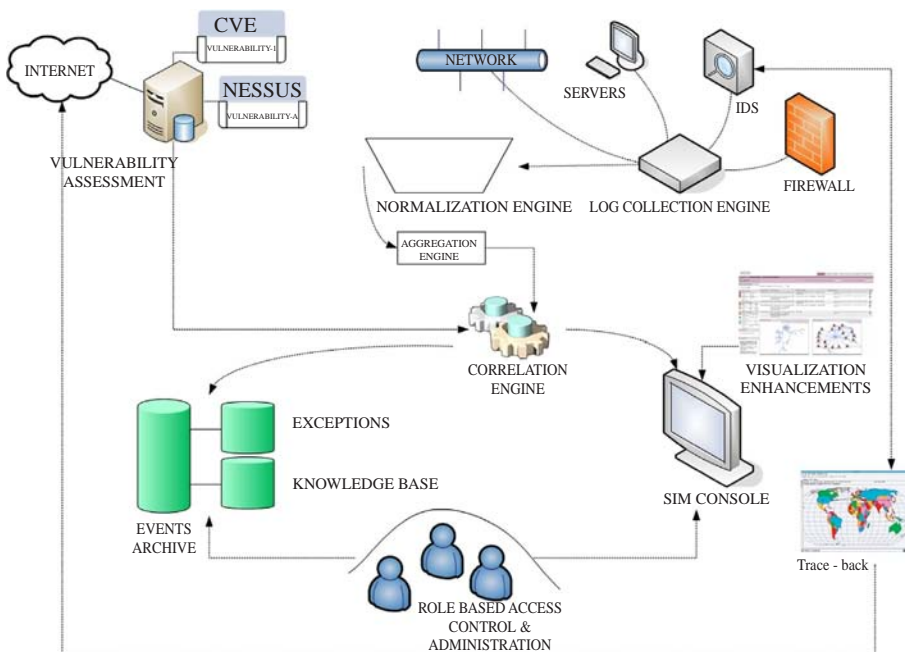 CVE
VULNERABILITY-1
INTERNET
NESSUS
VULNERABILITY-A
VULNERABILITY
ASSESSMENT
NETWORK
SERVERS
IDS
FIREWALL
NORMALIZATION ENGINE
LOG COLLECTION ENGINE
AGGREGATION
ENGINE
CORRELATION
ENGINE
VISUALIZATION
ENHANCEMENTS
EXCEPTIONS
KNOWLEDGE BASE
EVENTS
ARCHIVE
SIM CONSOLE
Trace - back
ROLE BASED ACCESS
CONTROL &
ADMINISTRATION